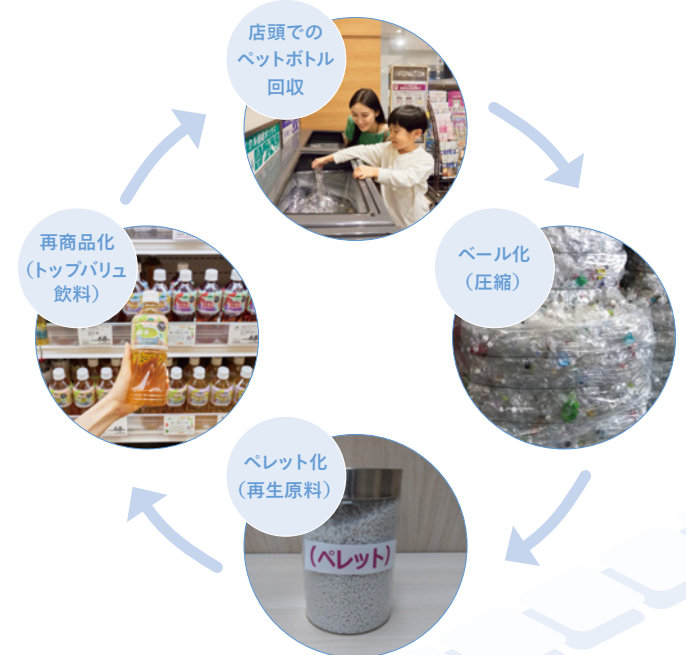 店頭での
ペットボトル
回収
INFORMATION
再商品化
（トップバリュ
飲料）
ベール化
（圧縮）
ペレット化
（再生原料）
（ペレット）